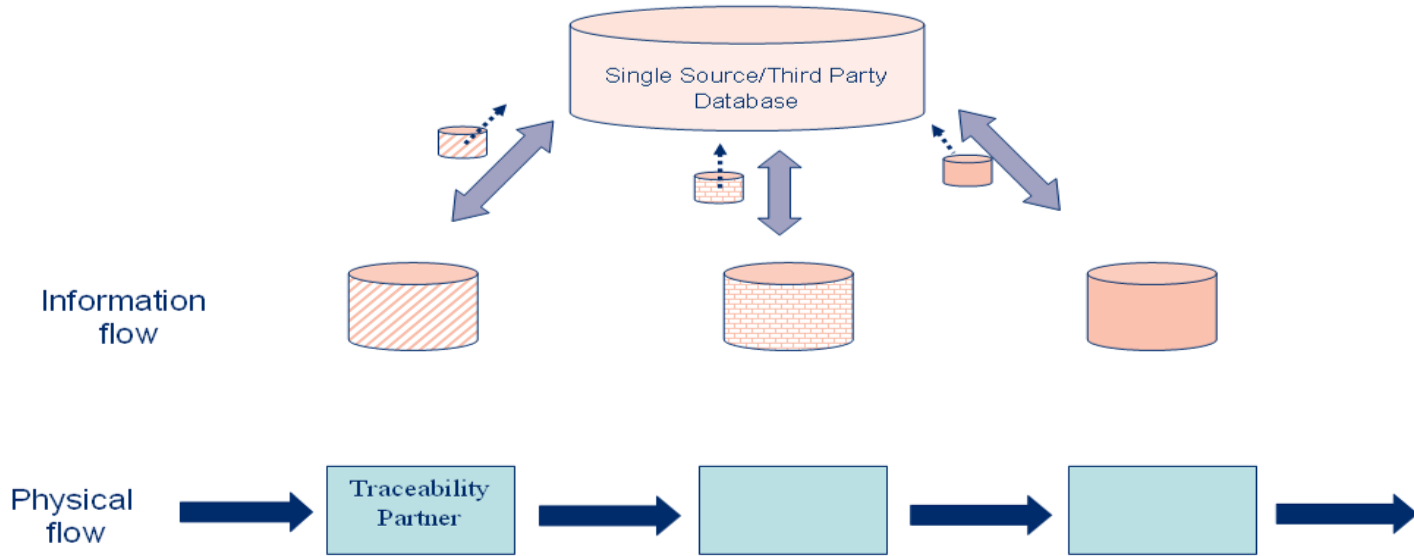 Single Source/Third Party
Database
Information
flow
Physical
flow
Traceability
Partner